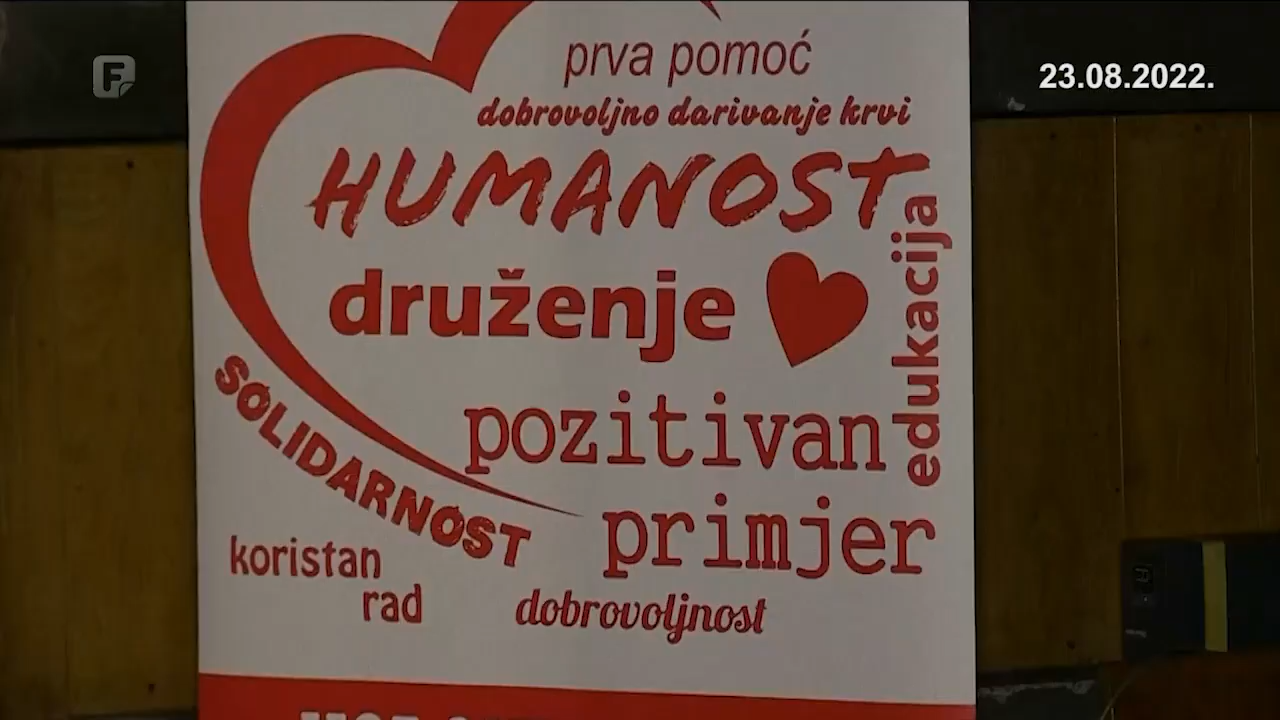 F
23.08.2022.
prva pomoć
dobrovoljno darivanje krvi
HUMANOST
druženje
edukacija
pozitivan
primjer
SOLIDARNOST
koristan
rad
dobrovoljnost